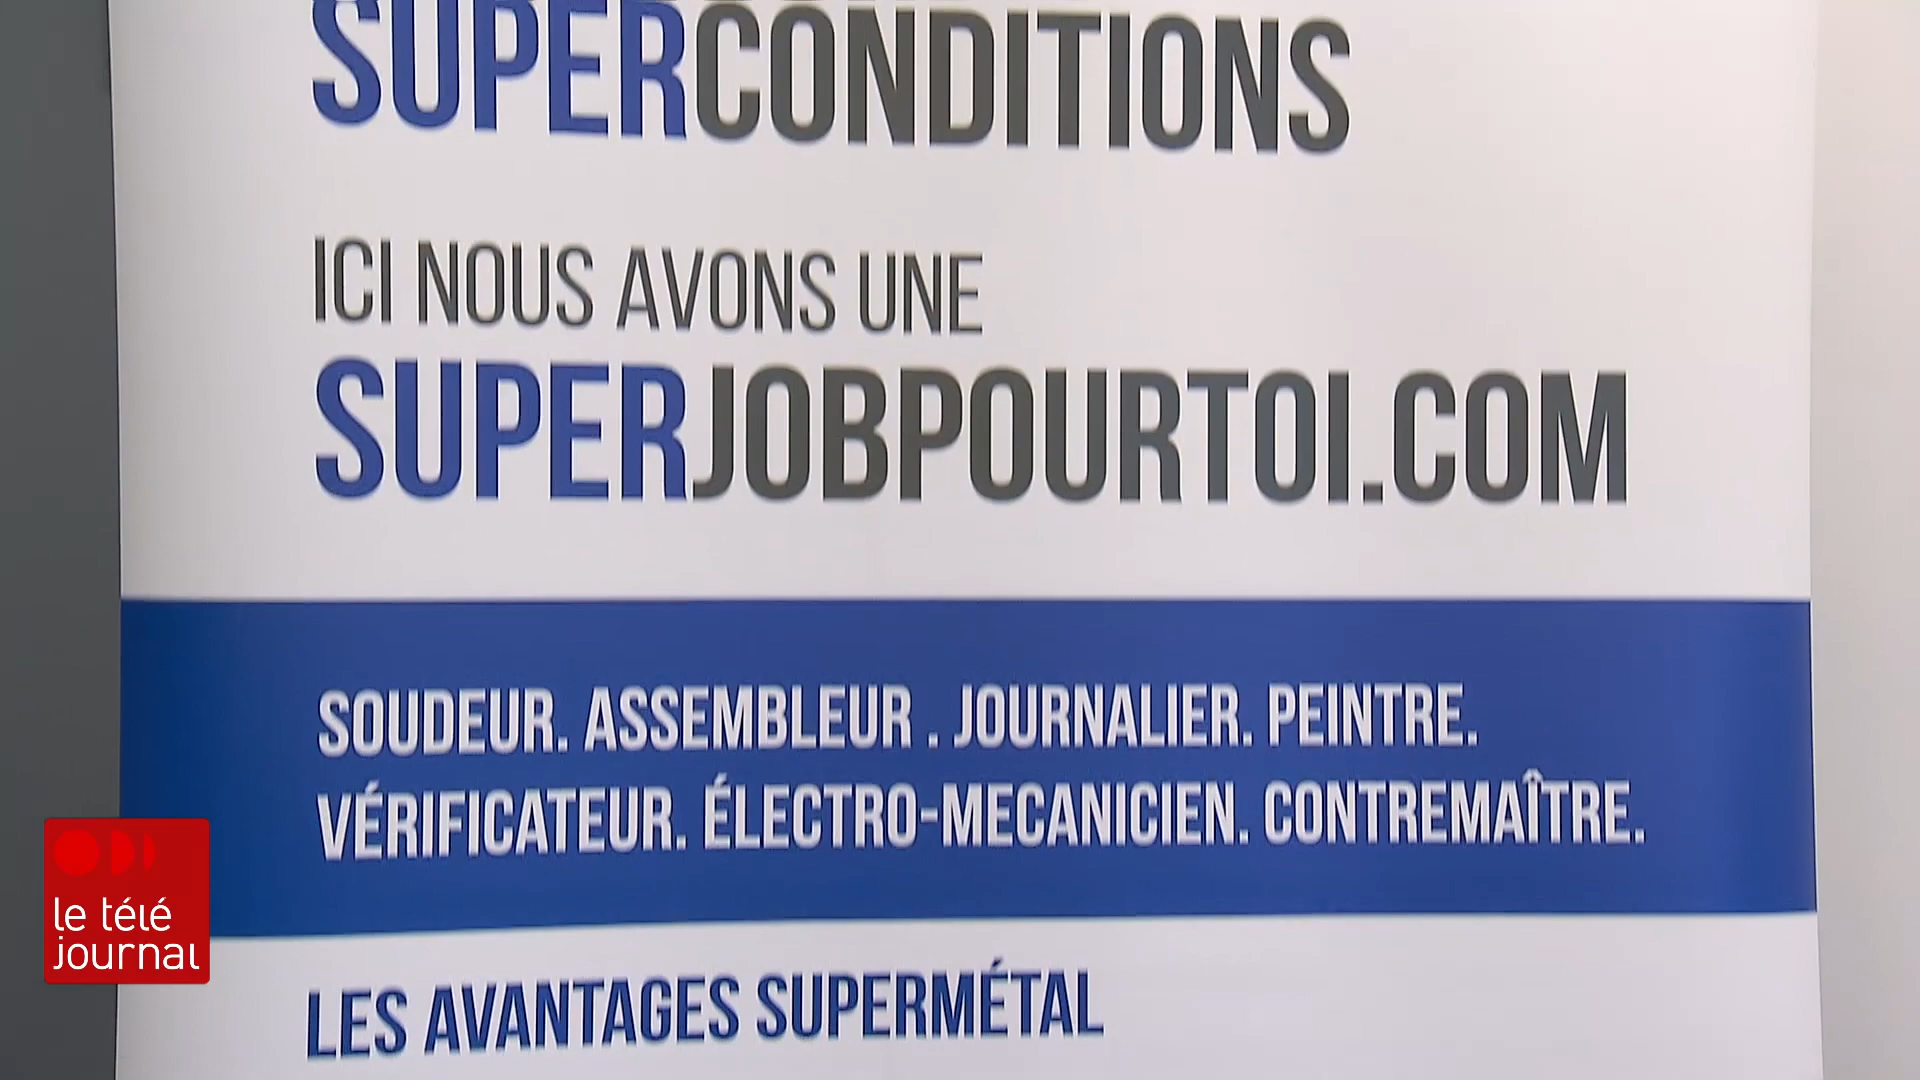 SUPERCONDITIONS
ICI NOUS AVONS UNE
SUPERJOBPOURTOI.COM
SOUDEUR. ASSEMBLEUR . JOURNALIER. PEINTRE.
VÉRIFICATEUR. ÉLECTRO-MECANICIEN. CONTREMAÎTRE.
le télé
journal
LES AVANTAGES SUPERMÉTAL